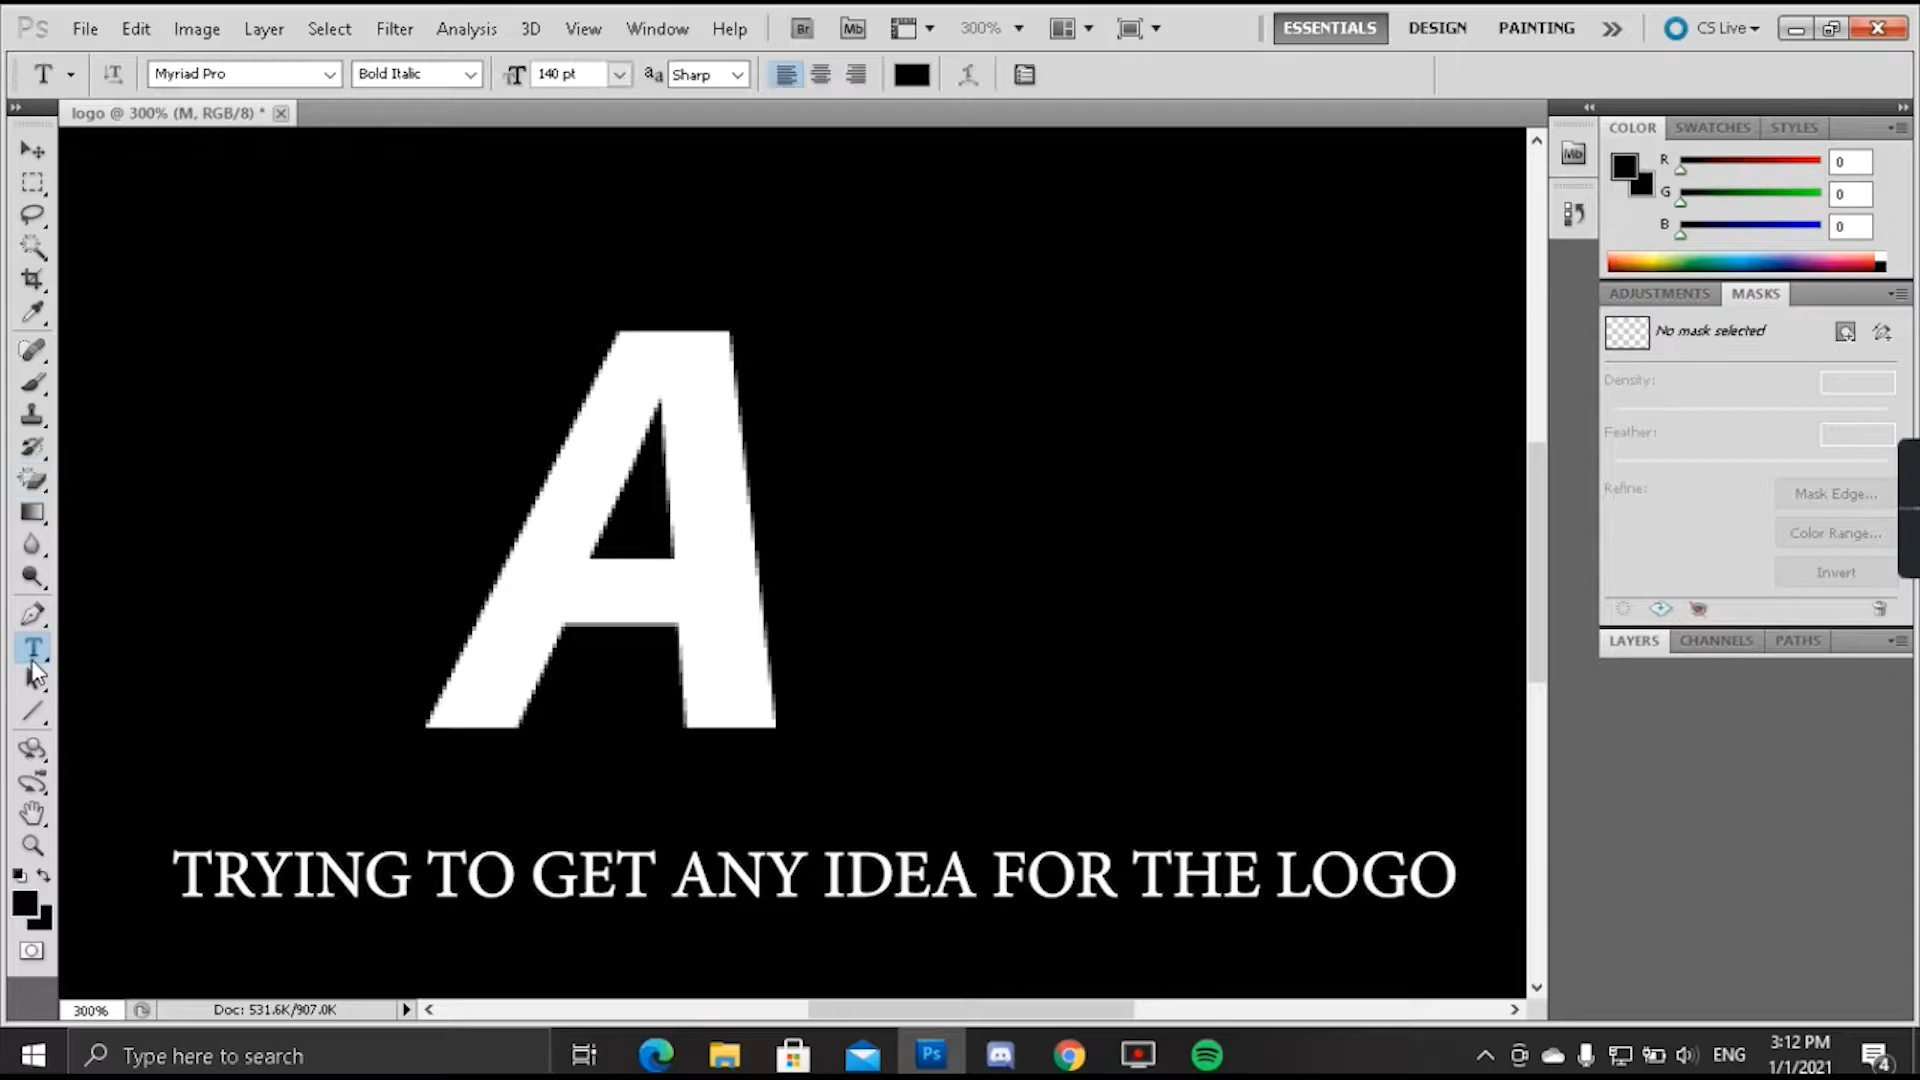 Ps File Edit Image Layer Select Filter Analysis 3D View Window Help Br Mb 300% ESSENTIALS DESIGN PAINTING CS Live
T Myriad Pro Bold Italic 140 pt aa Sharp
logo @ 300% (M, RGB/8) *
COLOR SWATCHES STYLES
R 0
G 0
B 0
Mb
ADJUSTMENTS MASKS
No mask selected
Density:
Feather:
Refine: Mask Edge...
Color Range...
Invert
LAYERS CHANNELS PATHS
A
TRYING TO GET ANY IDEA FOR THE LOGO
300% Doc: 531.6K/907.0K
Type here to search Ps ENG 3:12 PM
1/1/2021 4